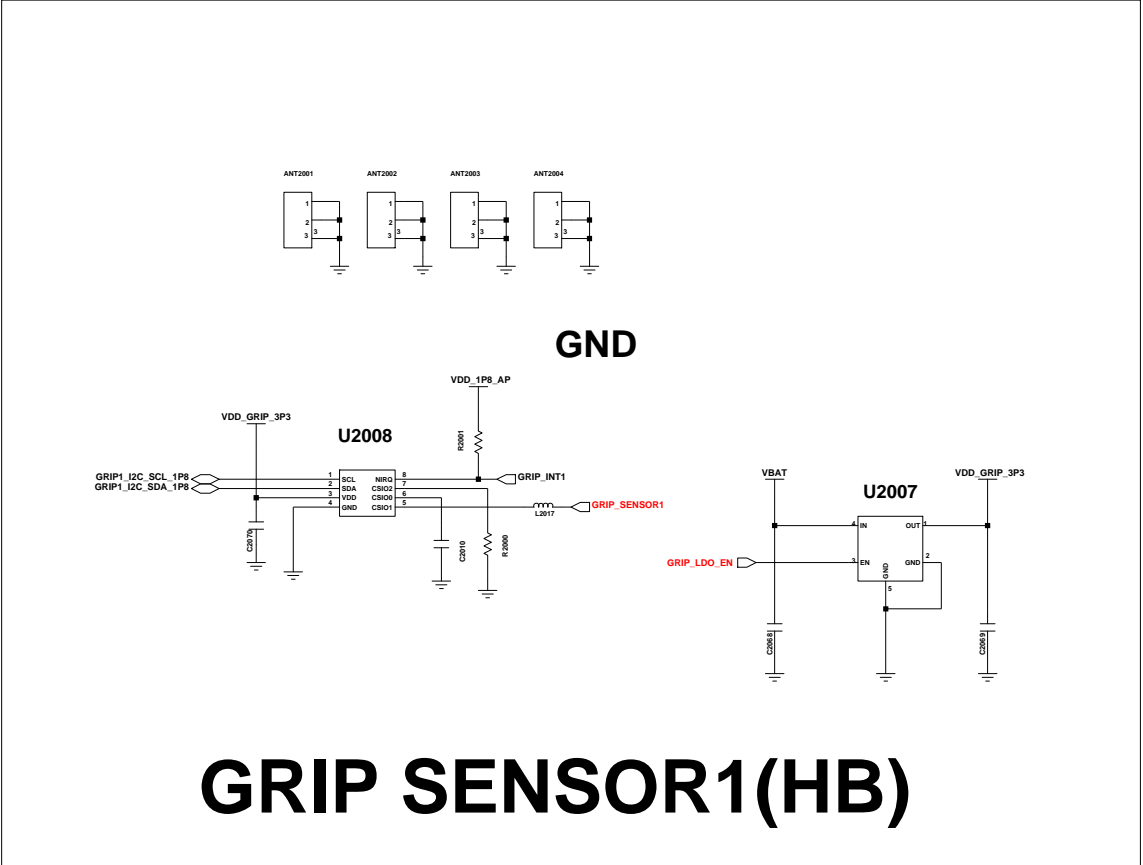 ANT2001 ANT2002 ANT2003 ANT2004
1 1 1 1
2 2 2 2
3 3 3 3 3 3 3 3
GND
VDD_1P8_AP
VDD_GRIP_3P3
U2008
R2001
GRIP1_I2C_SCL_1P8 1 SCL NIRQ 8 GRIP_INT1
GRIP1_I2C_SDA_1P8 2 SDA CSIO2 7
3 VDD CSIO0 6
4 GND CSIO1 5 L2017 GRIP_SENSOR1
C2070
C2010
R2000
VBAT VDD_GRIP_3P3
U2007
4 IN OUT 1
GRIP_LDO_EN 3 EN GND 2
GND
5
C2068 C2069
GRIP SENSOR1(HB)